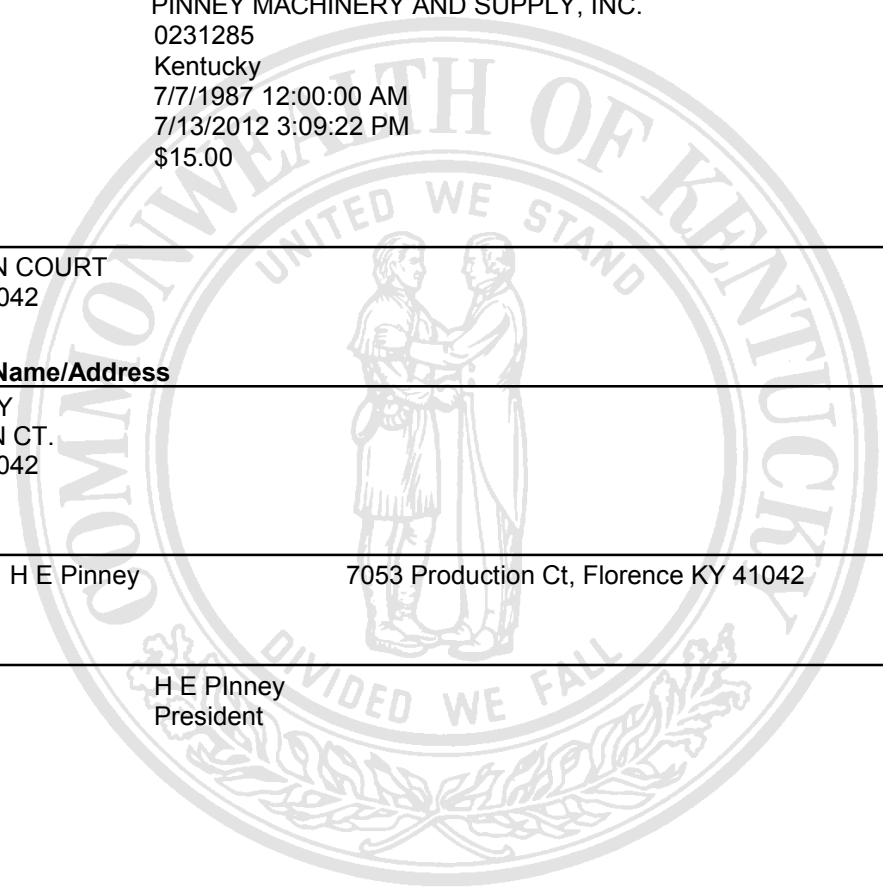 PINNEY MACHINERY AND SUPPLY, INC.
0231285
Kentucky
7/7/1987 12:00:00 AM
7/13/2012 3:09:22 PM
$15.00
COMMONWEALTH OF KENTUCKY
UNITED WE STAND
N COURT
042
Name/Address
Y
N CT.
042
H E Pinney 7053 Production Ct, Florence KY 41042
DIVIDED WE FALL
H E PInney
President